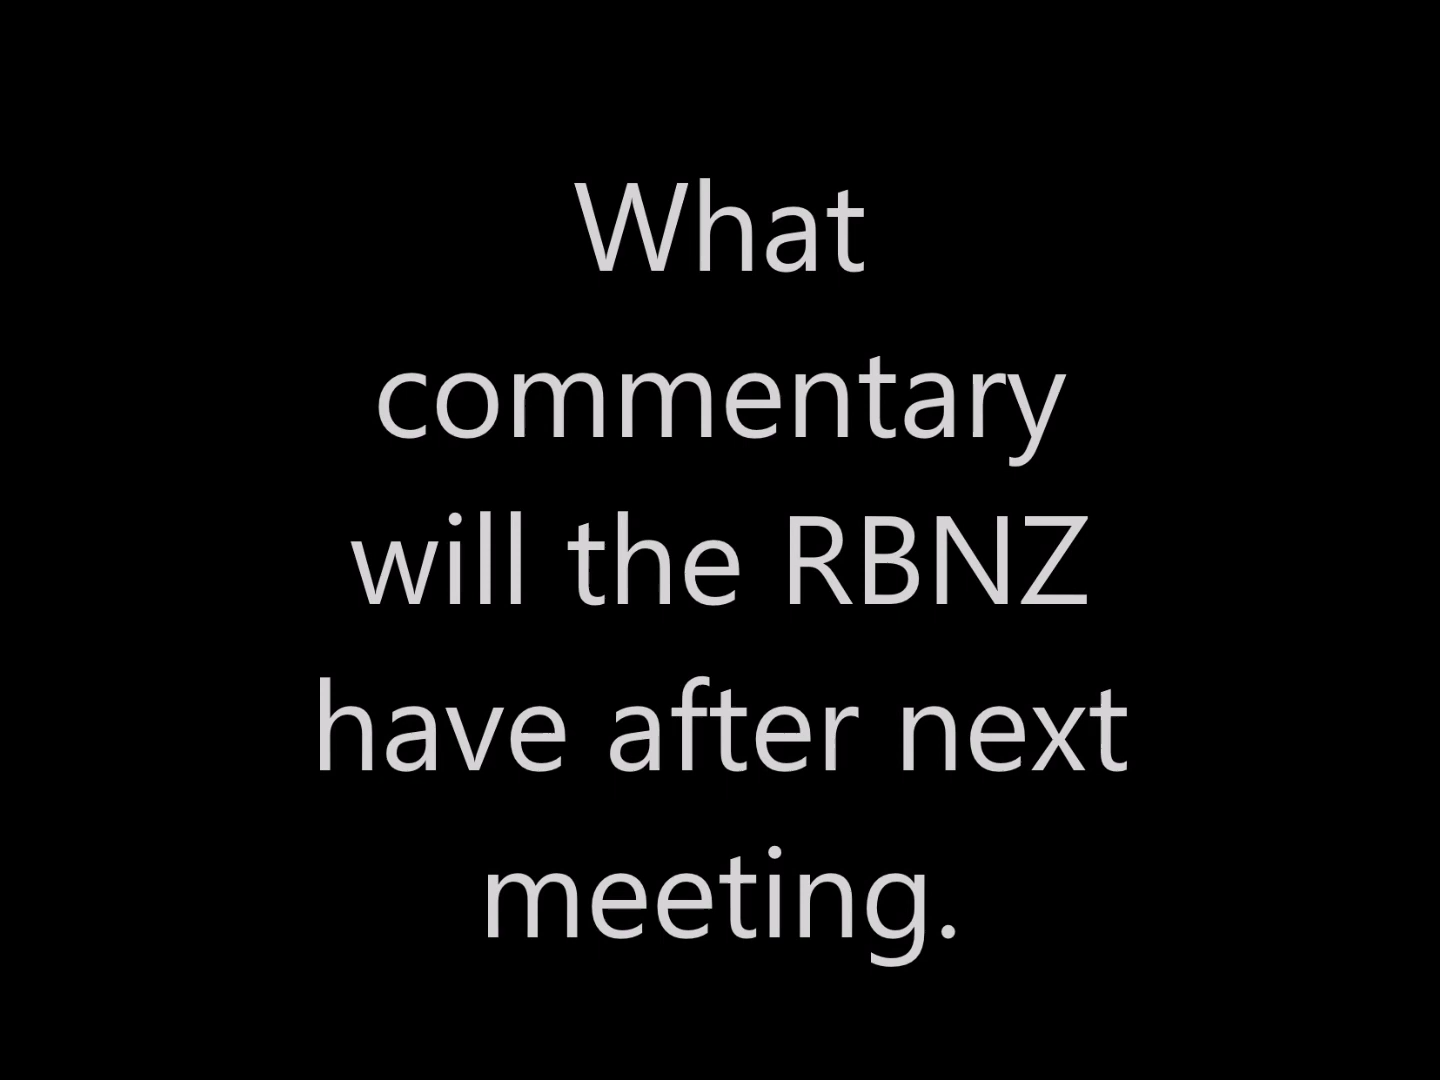 What
commentary
will the RBNZ
have after next
meeting.